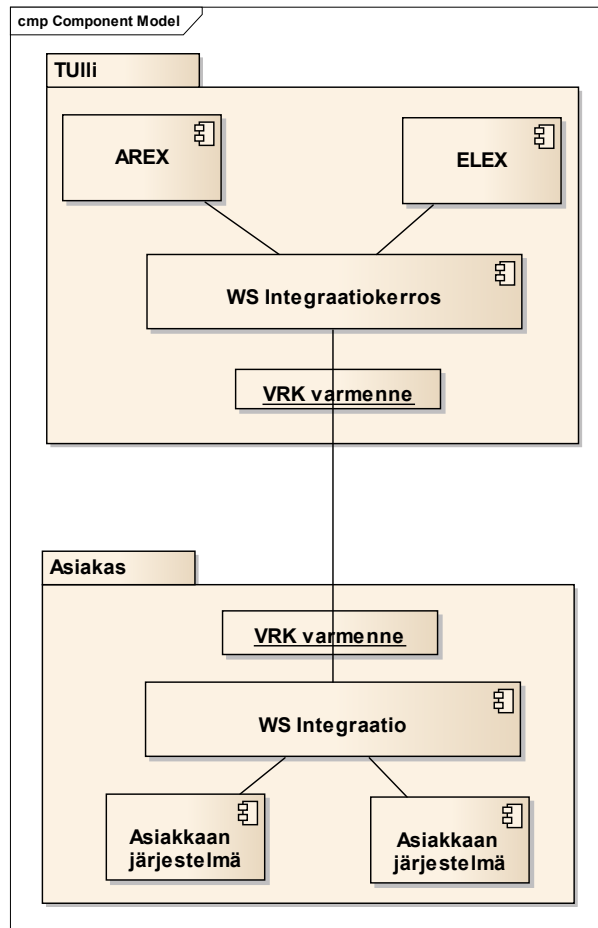 cmp Component Model
TUlli
AREX
ELEX
WS Integraatiokerros
VRK varmenne
Asiakas
VRK varmenne
WS Integraatio
Asiakkaan
järjestelmä
Asiakkaan
järjestelmä